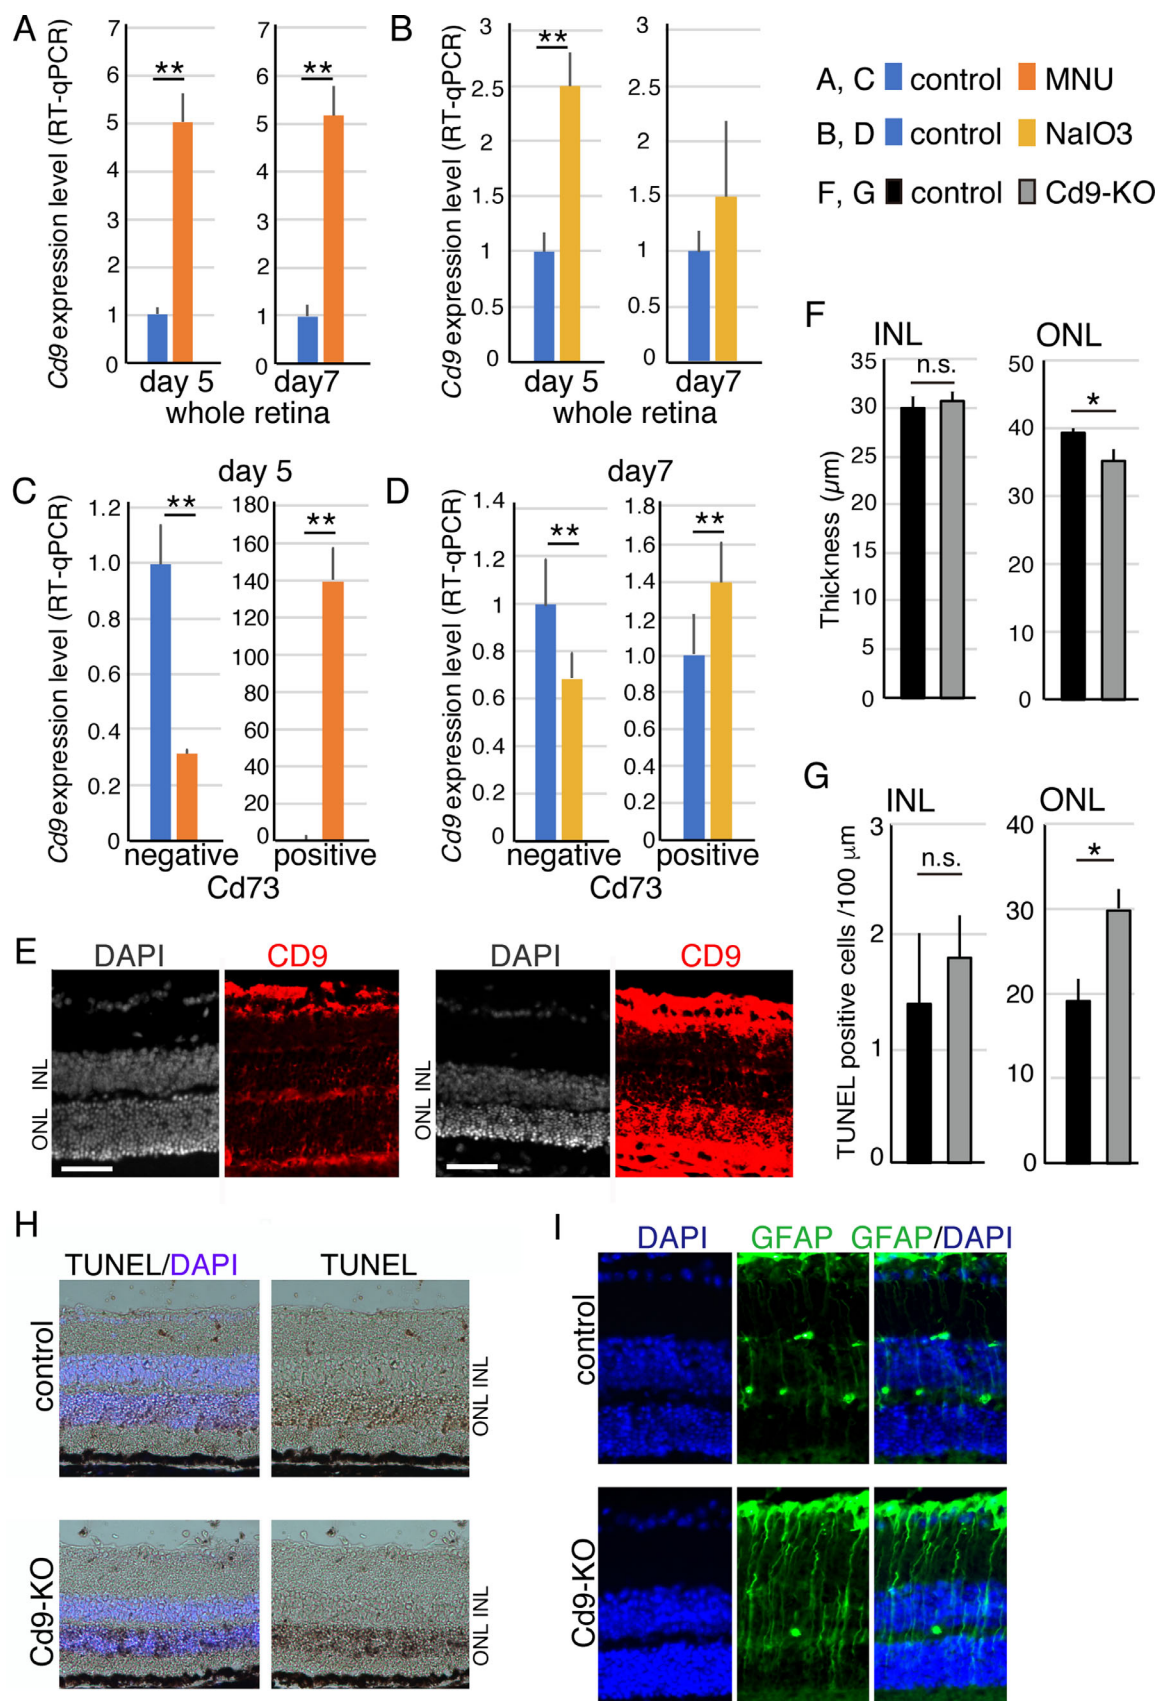 A
Cd9 expression level (RT-qPCR)
7
6
5
4
3
2
1
0
**
day 5
7
6
5
4
3
2
1
0
**
day7
whole retina
B
Cd9 expression level (RT-qPCR)
3
2.5
2
1.5
1
0.5
0
**
day 5
3
2.5
2
1.5
1
0.5
0
day7
whole retina
A, C control MNU
B, D control NaIO3
F, G control Cd9-KO
C
day 5
Cd9 expression level (RT-qPCR)
1.2
1.0
0.8
0.6
0.4
0.2
0
**
negative
180
160
140
120
100
80
60
40
20
0
**
positive
Cd73
D
day7
Cd9 expression level (RT-qPCR)
1.4
1.2
1
0.8
0.6
0.4
0.2
0
**
negative
1.8
1.6
1.4
1.2
1.0
0.8
0.6
0.4
0.2
0
**
positive
Cd73
E
DAPI
CD9
INL
ONL
DAPI
CD9
INL
ONL
F
INL
Thickness (μm)
35
30
25
20
15
10
5
0
n.s.
ONL
50
40
30
20
10
0
*
G
INL
TUNEL positive cells /100 μm
3
2
1
0
n.s.
ONL
40
30
20
10
0
*
H
TUNEL/DAPI
TUNEL
control
INL
ONL
Cd9-KO
INL
ONL
I
DAPI
GFAP
GFAP/DAPI
control
Cd9-KO